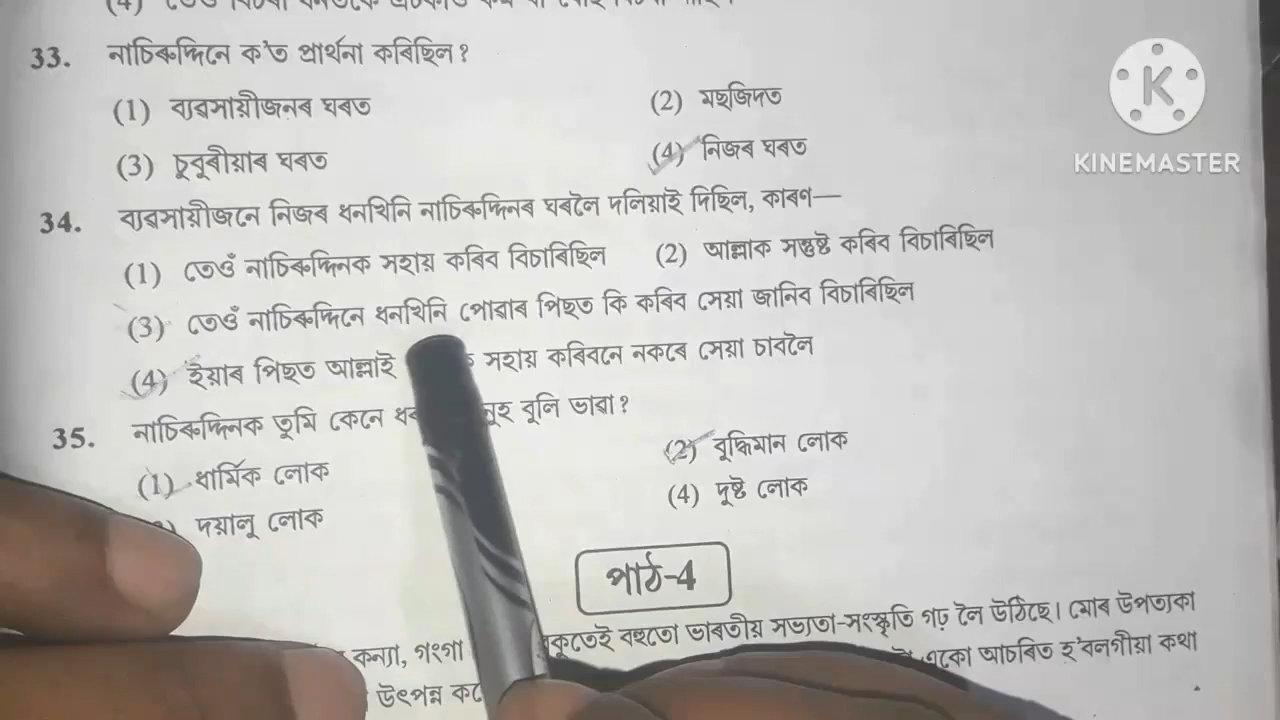 33. নাচিৰুদ্দিনে ক'ত প্ৰাৰ্থনা কৰিছিল?
(1) ব্যৱসায়ীজনৰ ঘৰত (2) মছজিদত
(3) চুবুৰীয়াৰ ঘৰত (4) নিজৰ ঘৰত
34. ব্যৱসায়ীজনে নিজৰ ধনখিনি নাচিৰুদ্দিনৰ ঘৰলৈ দলিয়াই দিছিল, কাৰণ—
(1) তেওঁ নাচিৰুদ্দিনক সহায় কৰিব বিচাৰিছিল (2) আল্লাক সন্তুষ্ট কৰিব বিচাৰিছিল
(3) তেওঁ নাচিৰুদ্দিনে ধনখিনি পোৱাৰ পিছত কি কৰিব সেয়া জানিব বিচাৰিছিল
(4) ইয়াৰ পিছত আল্লাই সহায় কৰিবনে নকৰে সেয়া চাবলৈ
35. নাচিৰুদ্দিনক তুমি কেনে বুলি ভাবা?
(1) ধাৰ্মিক লোক (2) বুদ্ধিমান লোক
দয়ালু লোক (4) দুষ্ট লোক
পাঠ-4
কন্যা, গংগা বহুতো ভাৰতীয় সভ্যতা-সংস্কৃতি গঢ় লৈ উঠিছে। মোৰ উপত্যকা
উৎপন্ন একো আচৰিত হ'বলগীয়া কথা
KINEMASTER